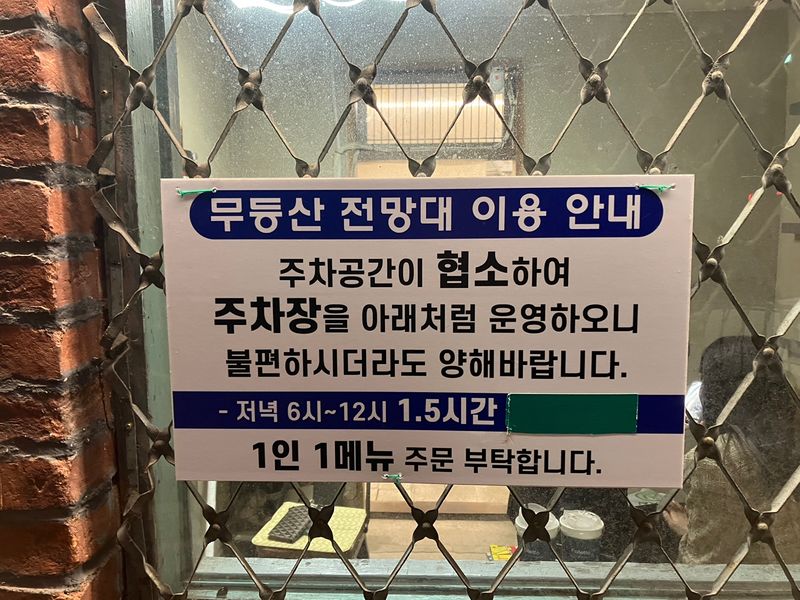 무등산 전망대 이용 안내
주차공간이 협소하여
주차장을 아래처럼 운영하오니
불편하시더라도 양해바랍니다.
- 저녁 6시~12시 1.5시간
1인 1메뉴 주문 부탁합니다.